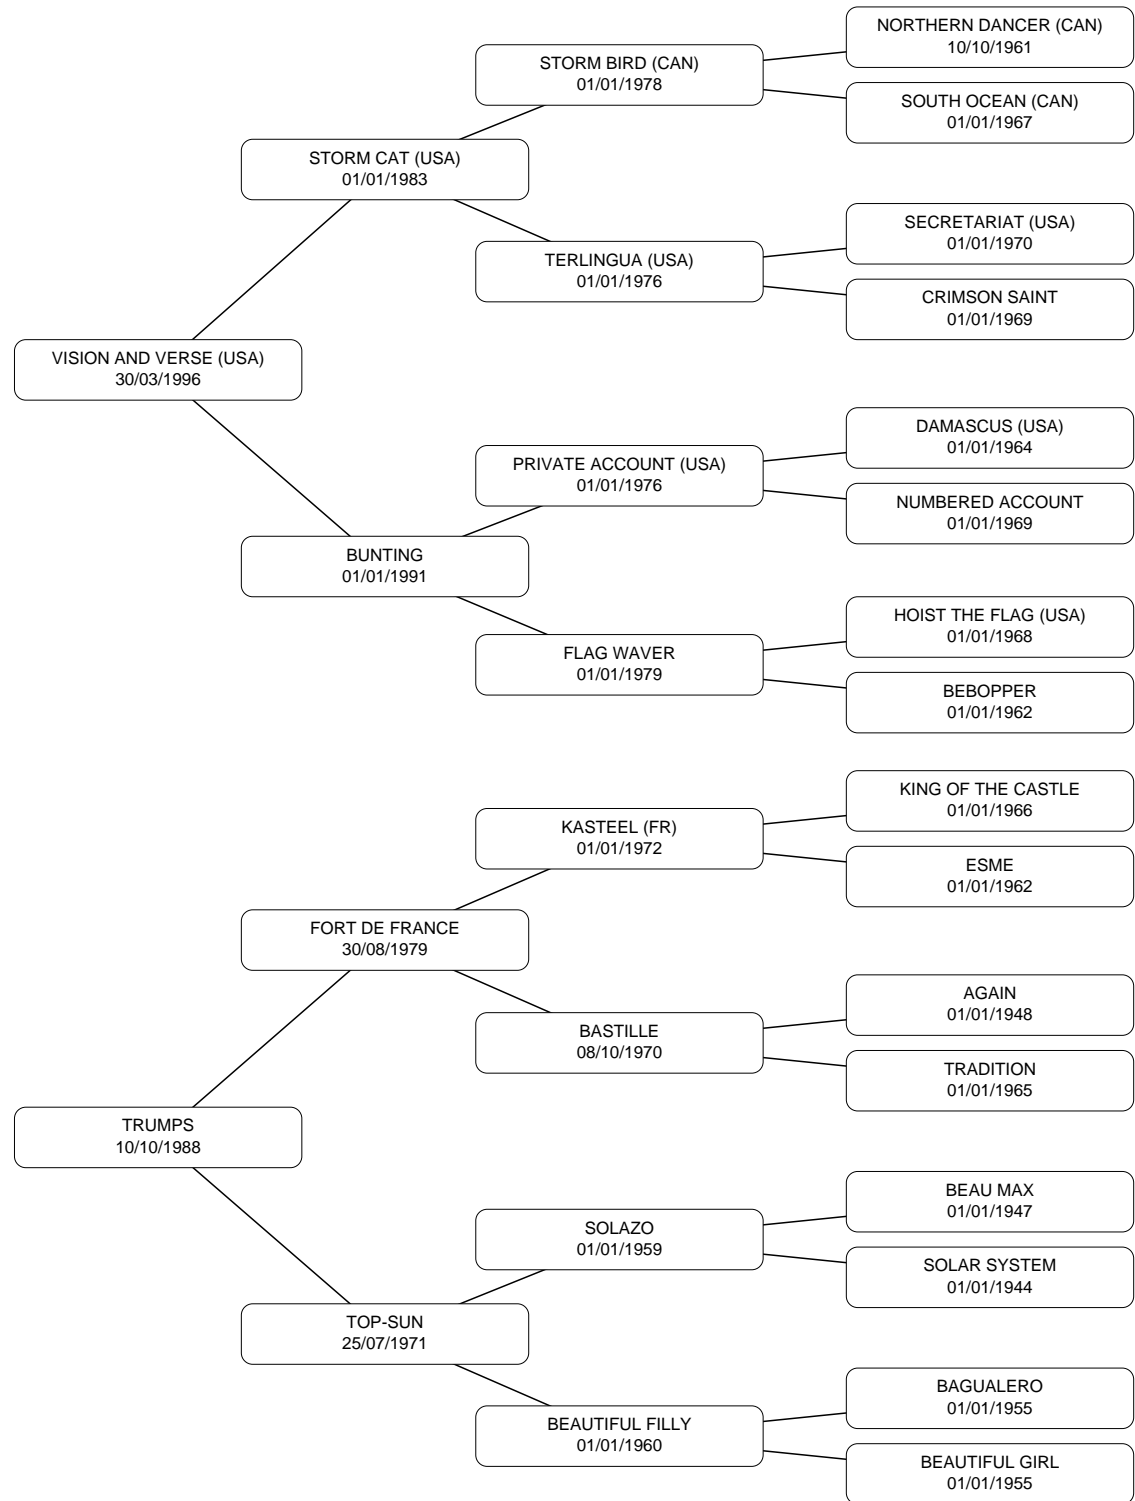 NORTHERN DANCER (CAN)
10/10/1961
STORM BIRD (CAN)
01/01/1978
SOUTH OCEAN (CAN)
01/01/1967
STORM CAT (USA)
01/01/1983
SECRETARIAT (USA)
01/01/1970
TERLINGUA (USA)
01/01/1976
CRIMSON SAINT
01/01/1969
VISION AND VERSE (USA)
30/03/1996
DAMASCUS (USA)
01/01/1964
PRIVATE ACCOUNT (USA)
01/01/1976
NUMBERED ACCOUNT
01/01/1969
BUNTING
01/01/1991
HOIST THE FLAG (USA)
01/01/1968
FLAG WAVER
01/01/1979
BEBOPPER
01/01/1962
KING OF THE CASTLE
01/01/1966
KASTEEL (FR)
01/01/1972
ESME
01/01/1962
FORT DE FRANCE
30/08/1979
AGAIN
01/01/1948
BASTILLE
08/10/1970
TRADITION
01/01/1965
TRUMPS
10/10/1988
BEAU MAX
01/01/1947
SOLAZO
01/01/1959
SOLAR SYSTEM
01/01/1944
TOP-SUN
25/07/1971
BAGUALERO
01/01/1955
BEAUTIFUL FILLY
01/01/1960
BEAUTIFUL GIRL
01/01/1955